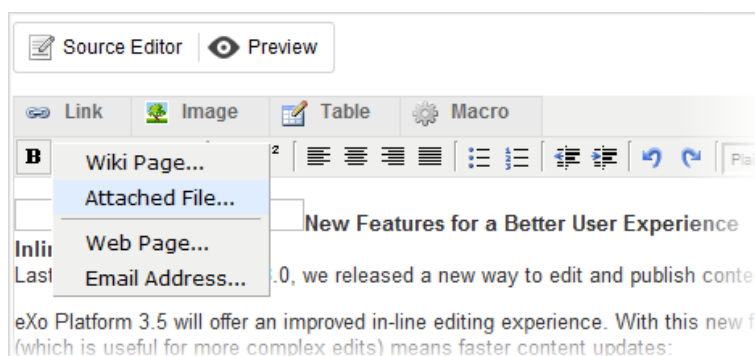 Source Editor Preview
Link Image Table Macro
B 2
Wiki Page...
Attached File...
Web Page...
Email Address...
New Features for a Better User Experience
Inli
Last .0, we released a new way to edit and publish conte
eXo Platform 3.5 will offer an improved in-line editing experience. With this new f
(which is useful for more complex edits) means faster content updates: